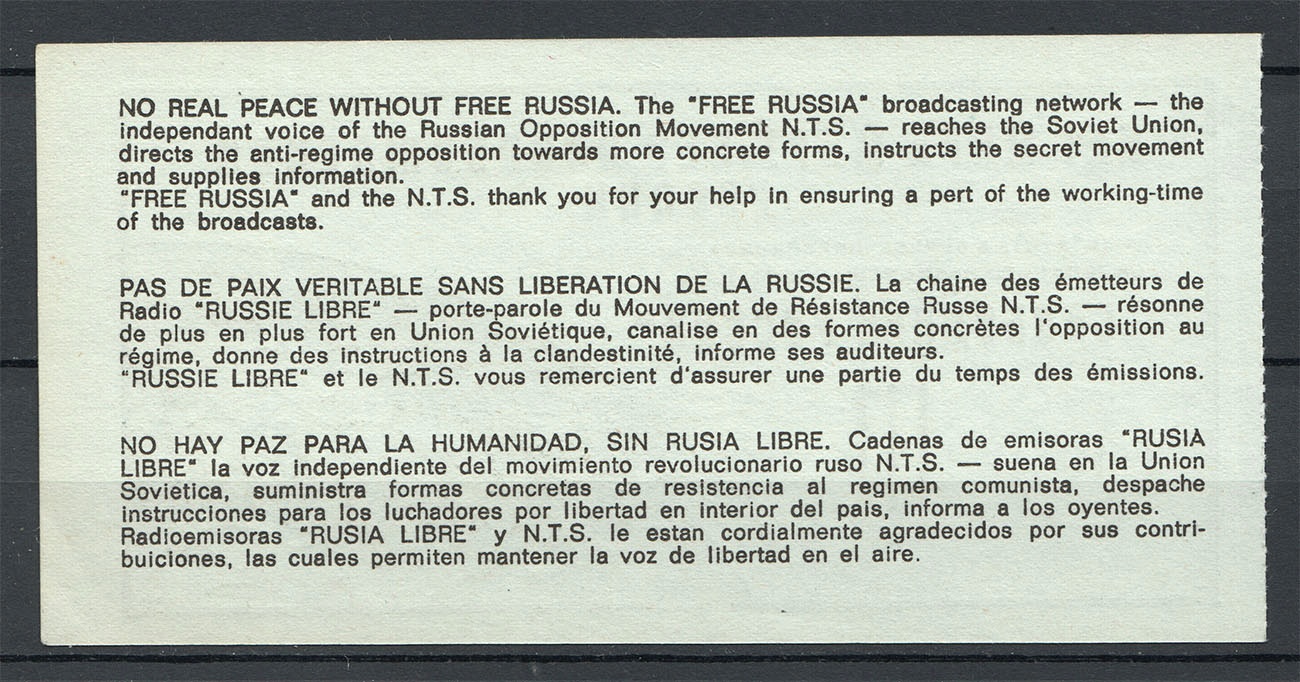 NO REAL PEACE WITHOUT FREE RUSSIA. The "FREE RUSSIA" broadcasting network — the
independant voice of the Russian Opposition Movement N.T.S. — reaches the Soviet Union,
directs the anti-regime opposition towards more concrete forms, instructs the secret movement
and supplies information.
"FREE RUSSIA" and the N.T.S. thank you for your help in ensuring a pert of the working-time
of the broadcasts.
PAS DE PAIX VERITABLE SANS LIBERATION DE LA RUSSIE. La chaine des émetteurs de
Radio "RUSSIE LIBRE" — porte-parole du Mouvement de Résistance Russe N.T.S. — résonne
de plus en plus fort en Union Soviétique, canalise en des formes concrètes l'opposition au
régime, donne des instructions à la clandestinité, informe ses auditeurs.
"RUSSIE LIBRE" et le N.T.S. vous remercient d'assurer une partie du temps des émissions.
NO HAY PAZ PARA LA HUMANIDAD, SIN RUSIA LIBRE. Cadenas de emisoras "RUSIA
LIBRE" la voz independiente del movimiento revolucionario ruso N.T.S. — suena en la Union
Sovietica, suministra formas concretas de resistencia al regimen comunista, despache
instrucciones para los luchadores por libertad en interior del pais, informa a los oyentes.
Radioemisoras "RUSIA LIBRE" y N.T.S. le estan cordialmente agradecidos por sus contri-
buiciones, las cuales permiten mantener la voz de libertad en el aire.